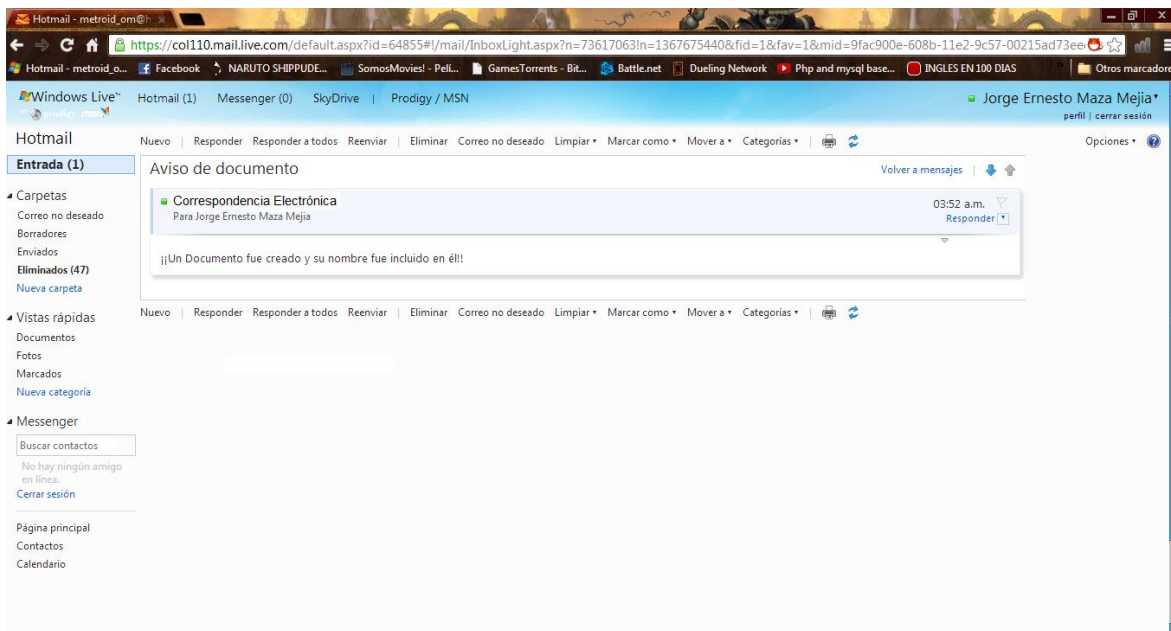 Hotmail - metroid_om@h
https://col110.mail.live.com/default.aspx?id=64855#!/mail/InboxLight.aspx?n=73617063!n=1367675440&fid=1&fav=1&mid=9fac900e-608b-11e2-9c57-00215ad73eec
Hotmail - metroid_o... Facebook NARUTO SHIPPUDE... SomosMovies! - Pelí... GamesTorrents - Bit... Battle.net Dueling Network Php and mysql base... INGLES EN 100 DIAS Otros marcadore
Windows Live™ Hotmail (1) Messenger (0) SkyDrive | Prodigy / MSN Jorge Ernesto Maza Mejia
prodigy msn perfil | cerrar sesión
Hotmail Nuevo | Responder Responder a todos Reenviar | Eliminar Correo no deseado Limpiar Marcar como Mover a Categorías | Opciones
Entrada (1)
Aviso de documento Volver a mensajes |
Carpetas
Correo no deseado
Borradores
Enviados
Eliminados (47)
Nueva carpeta
Correspondencia Electrónica 03:52 a.m.
Para Jorge Ernesto Maza Mejia Responder
¡¡Un Documento fue creado y su nombre fue incluido en él!!
Nuevo | Responder Responder a todos Reenviar | Eliminar Correo no deseado Limpiar Marcar como Mover a Categorías |
Vistas rápidas
Documentos
Fotos
Marcados
Nueva categoría
Messenger
Buscar contactos
No hay ningún amigo
en línea.
Cerrar sesión
Página principal
Contactos
Calendario